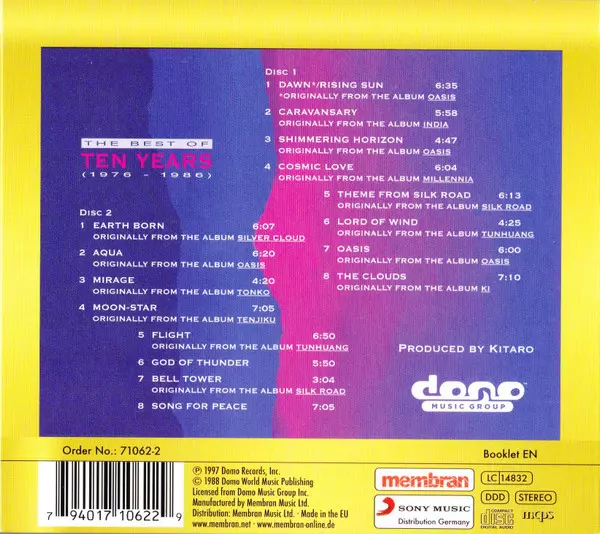 THE BEST OF
TEN YEARS
(1976 - 1986)
Disc 1
1 DAWN*/RISING SUN 6:35
*ORIGINALLY FROM THE ALBUM OASIS
2 CARAVANSARY 5:58
ORIGINALLY FROM THE ALBUM INDIA
3 SHIMMERING HORIZON 4:47
ORIGINALLY FROM THE ALBUM OASIS
4 COSMIC LOVE 6:04
ORIGINALLY FROM THE ALBUM MILLENNIA
5 THEME FROM SILK ROAD 6:13
ORIGINALLY FROM THE ALBUM SILK ROAD
6 LORD OF WIND 4:25
ORIGINALLY FROM THE ALBUM TUNHUANG
7 OASIS 6:00
ORIGINALLY FROM THE ALBUM OASIS
8 THE CLOUDS 7:10
ORIGINALLY FROM THE ALBUM KI
Disc 2
1 EARTH BORN 6:07
ORIGINALLY FROM THE ALBUM SILVER CLOUD
2 AQUA 6:20
ORIGINALLY FROM THE ALBUM OASIS
3 MIRAGE 4:20
ORIGINALLY FROM THE ALBUM TONKO
4 MOON-STAR 7:05
ORIGINALLY FROM THE ALBUM TENJIKU
5 FLIGHT 6:50
ORIGINALLY FROM THE ALBUM TUNHUANG
6 GOD OF THUNDER 5:50
7 BELL TOWER 3:04
ORIGINALLY FROM THE ALBUM SILK ROAD
8 SONG FOR PEACE 7:05
PRODUCED BY KITARO
domo
MUSIC GROUP
Order No.: 71062-2
Booklet EN
7 94017 10622 9
℗ 1997 Domo Records, Inc.
© 1988 Domo World Music Publishing
Licensed from Domo Music Group Inc.
Manufactured by Membran Music Ltd.
Distribution: Membran Music Ltd · Made in the EU
www.membran.net · www.membran-online.de
membran
SONY MUSIC
Distribution Germany
LC 14832
DDD STEREO
COMPACT
disc
DIGITAL AUDIO
mcps